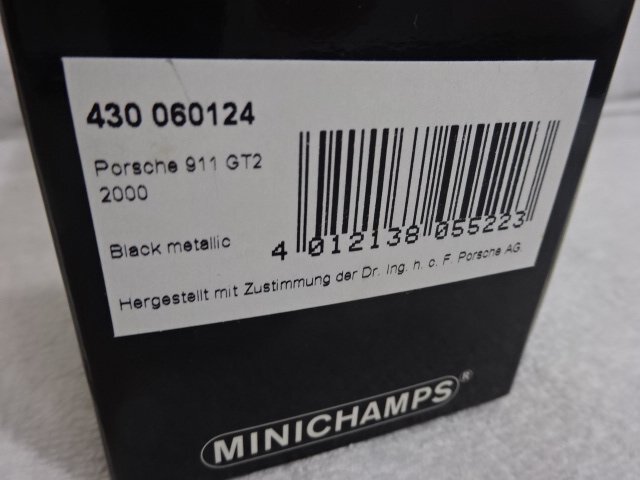 430 060124
Porsche 911 GT2
2000
Black metallic
4 012138 055223
Hergestellt mit Zustimmung der Dr. Ing. h. c. F. Porsche AG
MINICHAMPS®